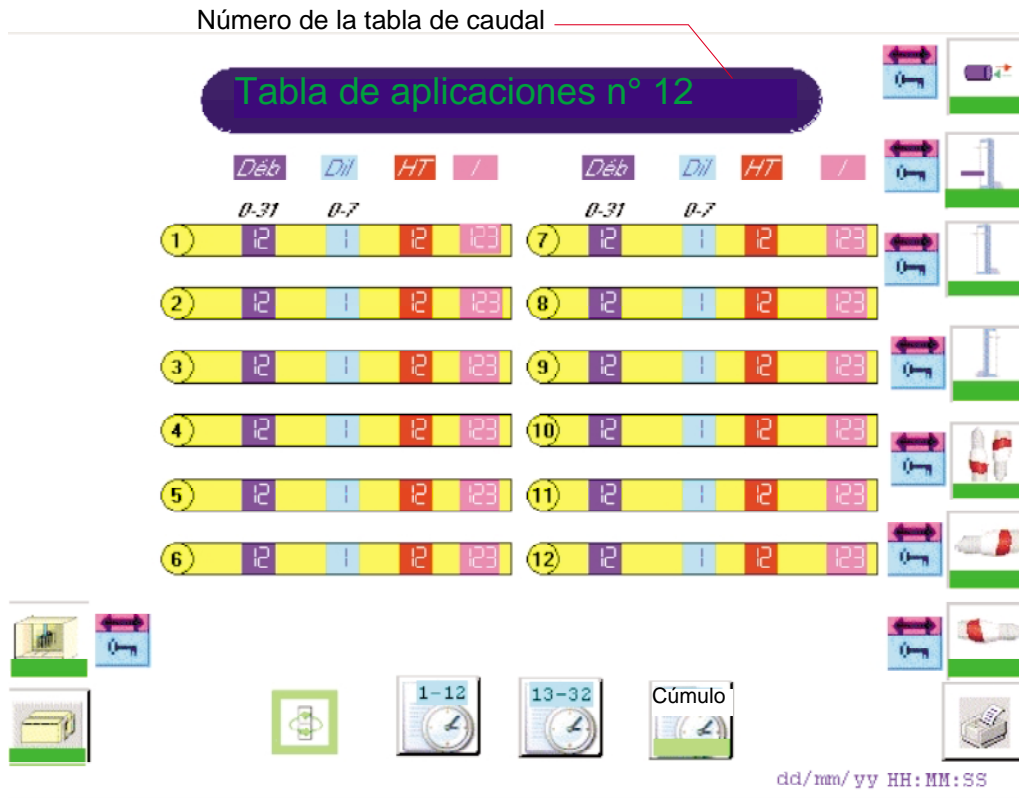 Número de la tabla de caudal
Tabla de aplicaciones n° 12
Déb Dil HT / Déb Dil HT /
0-31 0-7 0-31 0-7
1 12 1 12 123 7 12 1 12 123
2 12 1 12 123 8 12 1 12 123
3 12 1 12 123 9 12 1 12 123
4 12 1 12 123 10 12 1 12 123
5 12 1 12 123 11 12 1 12 123
6 12 1 12 123 12 12 1 12 123
1-12 13-32 Cúmulo
dd/mm/yy HH:MM:SS